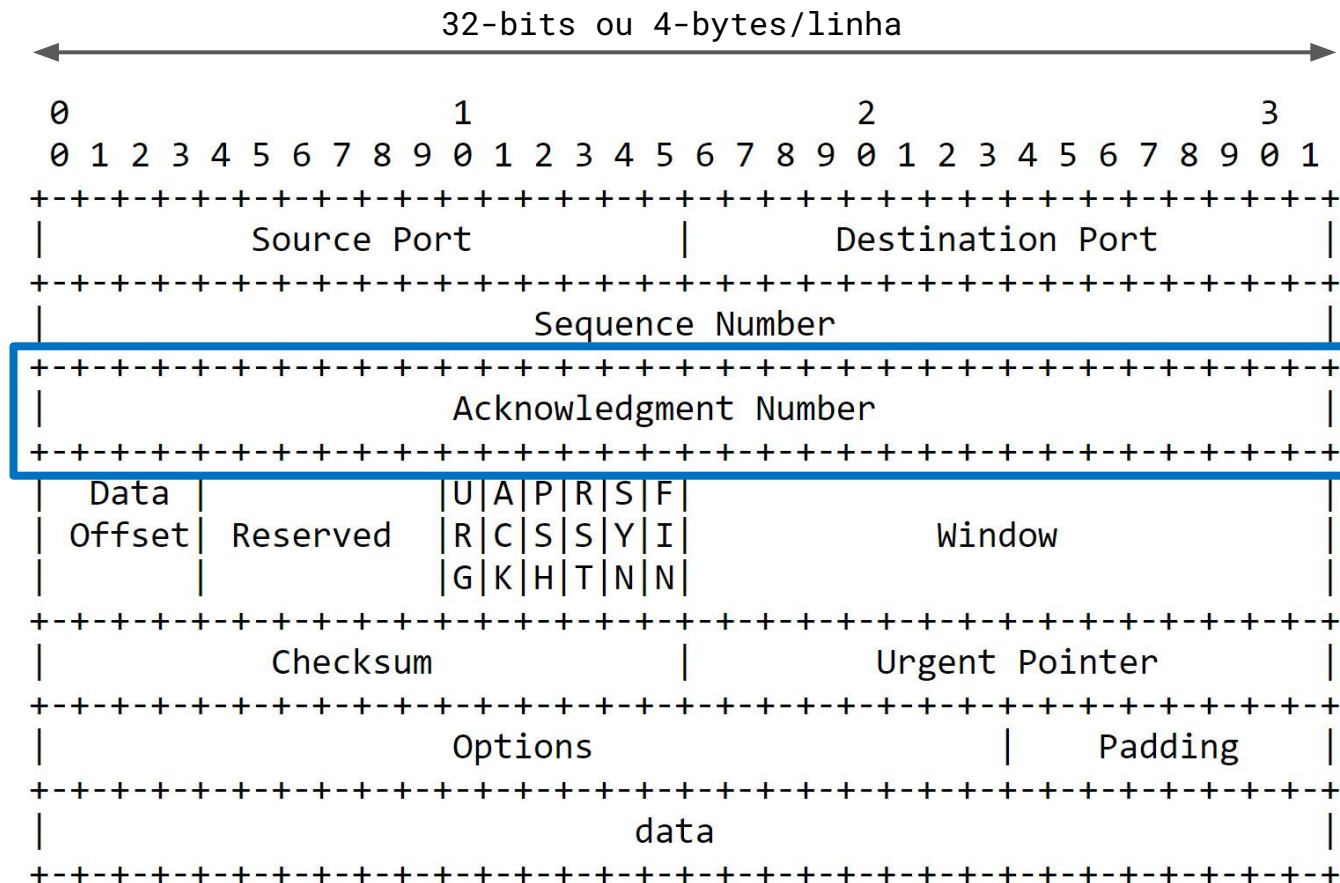 32-bits ou 4-bytes/linha
0                   1                   2                   3
0 1 2 3 4 5 6 7 8 9 0 1 2 3 4 5 6 7 8 9 0 1 2 3 4 5 6 7 8 9 0 1
+-+-+-+-+-+-+-+-+-+-+-+-+-+-+-+-+-+-+-+-+-+-+-+-+-+-+-+-+-+-+-+-+
|          Source Port          |       Destination Port        |
+-+-+-+-+-+-+-+-+-+-+-+-+-+-+-+-+-+-+-+-+-+-+-+-+-+-+-+-+-+-+-+-+
|                        Sequence Number                        |
+-+-+-+-+-+-+-+-+-+-+-+-+-+-+-+-+-+-+-+-+-+-+-+-+-+-+-+-+-+-+-+-+
|                    Acknowledgment Number                      |
+-+-+-+-+-+-+-+-+-+-+-+-+-+-+-+-+-+-+-+-+-+-+-+-+-+-+-+-+-+-+-+-+
|  Data |           |U|A|P|R|S|F|                               |
| Offset| Reserved  |R|C|S|S|Y|I|            Window             |
|       |           |G|K|H|T|N|N|                               |
+-+-+-+-+-+-+-+-+-+-+-+-+-+-+-+-+-+-+-+-+-+-+-+-+-+-+-+-+-+-+-+-+
|           Checksum            |         Urgent Pointer        |
+-+-+-+-+-+-+-+-+-+-+-+-+-+-+-+-+-+-+-+-+-+-+-+-+-+-+-+-+-+-+-+-+
|                    Options                    |    Padding    |
+-+-+-+-+-+-+-+-+-+-+-+-+-+-+-+-+-+-+-+-+-+-+-+-+-+-+-+-+-+-+-+-+
|                             data                              |
+-+-+-+-+-+-+-+-+-+-+-+-+-+-+-+-+-+-+-+-+-+-+-+-+-+-+-+-+-+-+-+-+